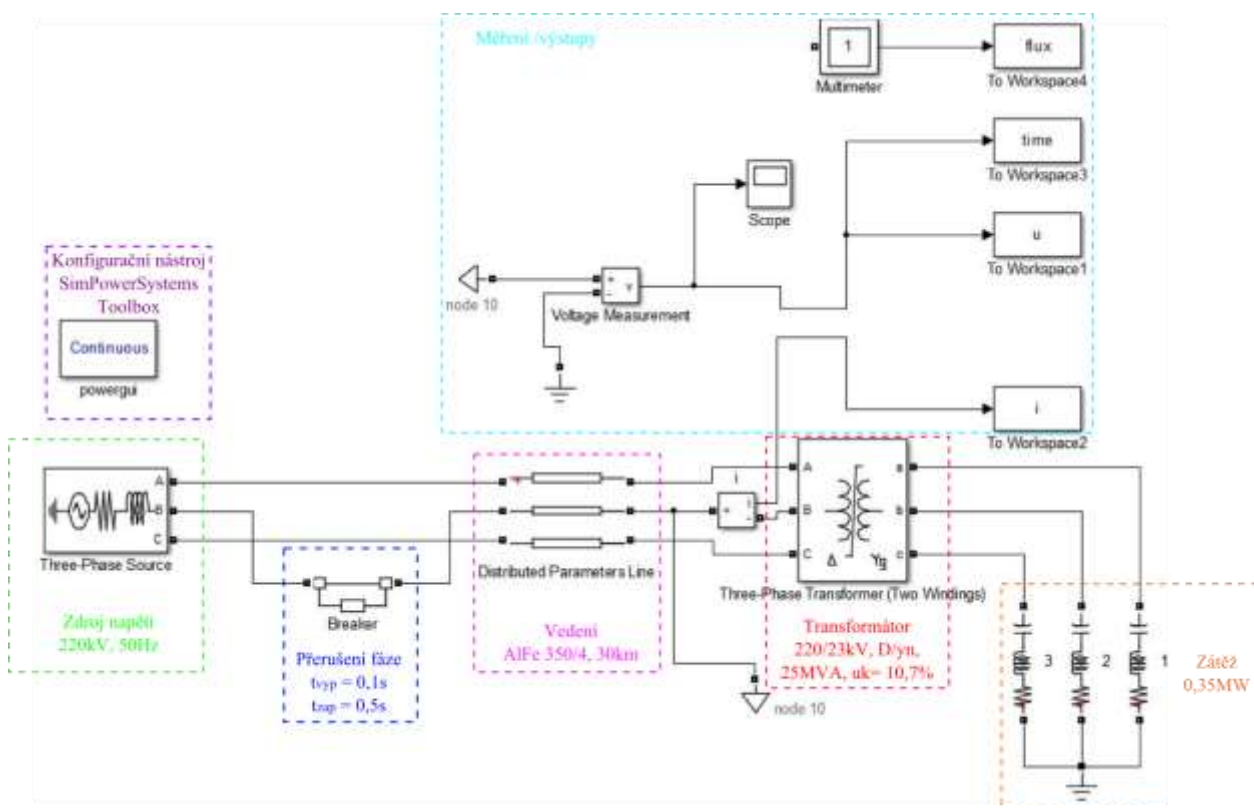 Měření /výstupy
1
Multimeter
flux
To Workspace4
time
To Workspace3
Scope
u
To Workspace1
Konfigurační nástroj
SimPowerSystems
Toolbox
Continuous
powergui
node 10
+
-
v
Voltage Measurement
i
To Workspace2
A
B
C
Three-Phase Source
Zdroj napětí
220kV, 50Hz
Breaker
Přerušení fáze
tvyp = 0,1s
tzap = 0,5s
Distributed Parameters Line
Vedení
AlFe 350/4, 30km
i
+
i
-
A
B
C
a
b
c
Δ
Yg
Three-Phase Transformer (Two Windings)
Transformátor
220/23kV, D/yn,
25MVA, uk= 10,7%
node 10
3
2
1
Zátěž
0,35MW